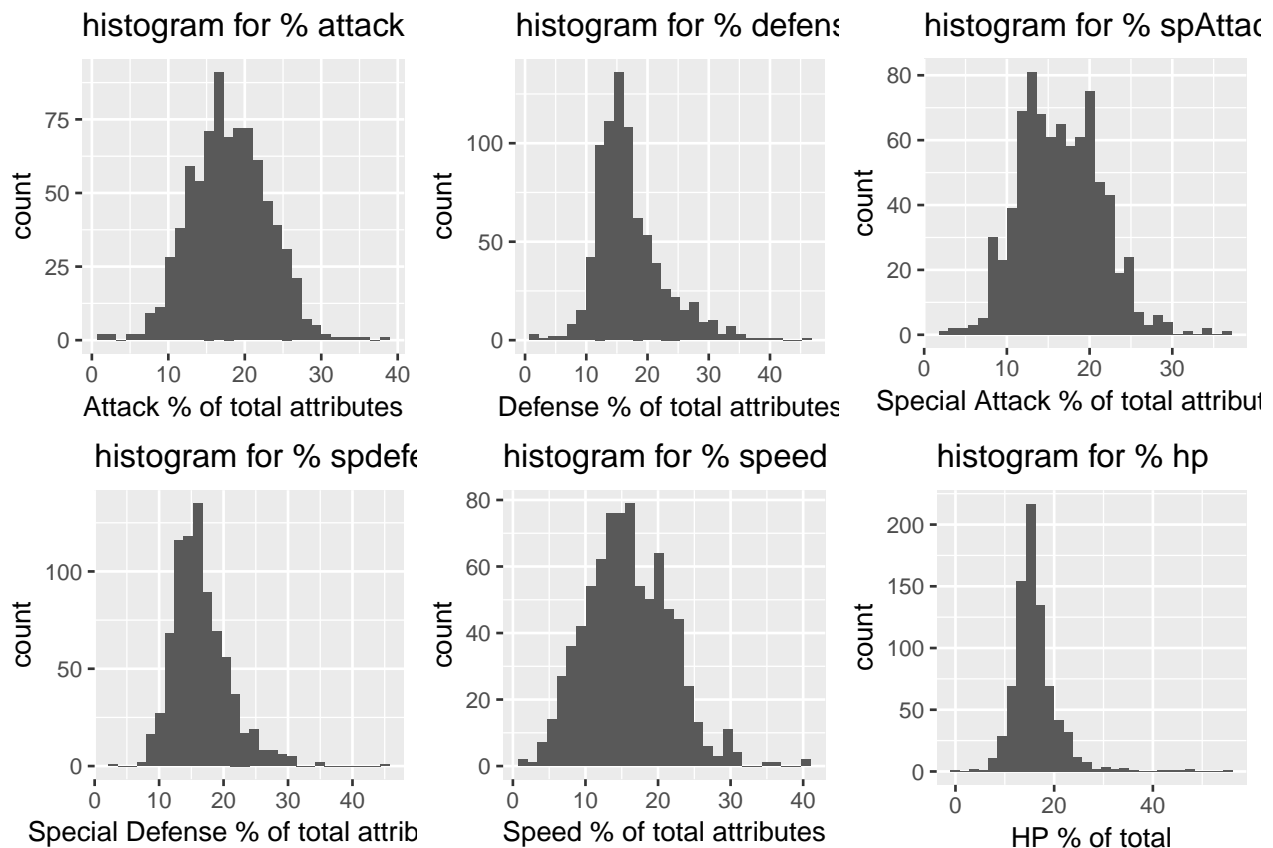 histogram for % attack
count
75
50
25
0
0 10 20 30 40
Attack % of total attributes
histogram for % defens
count
100
50
0
0 10 20 30 40
Defense % of total attributes
histogram for % spAttac
count
80
60
40
20
0
0 10 20 30
Special Attack % of total attribut
histogram for % spdefe
count
100
50
0
0 10 20 30 40
Special Defense % of total attrib
histogram for % speed
count
80
60
40
20
0
0 10 20 30 40
Speed % of total attributes
histogram for % hp
count
200
150
100
50
0
0 20 40
HP % of total